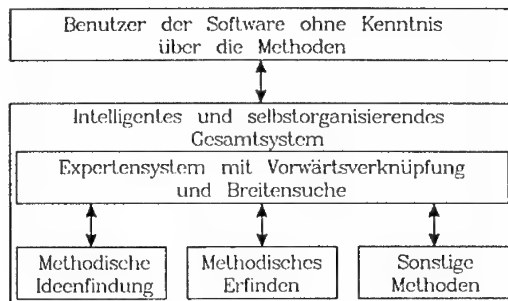 Benutzer der Software ohne Kenntnis
über die Methoden
Intelligentes und selbstorganisierendes
Gesamtsystem
Expertensystem mit Vorwärtsverknüpfung
und Breitensuche
Methodische
Ideenfindung
Methodisches
Erfinden
Sonstige
Methoden